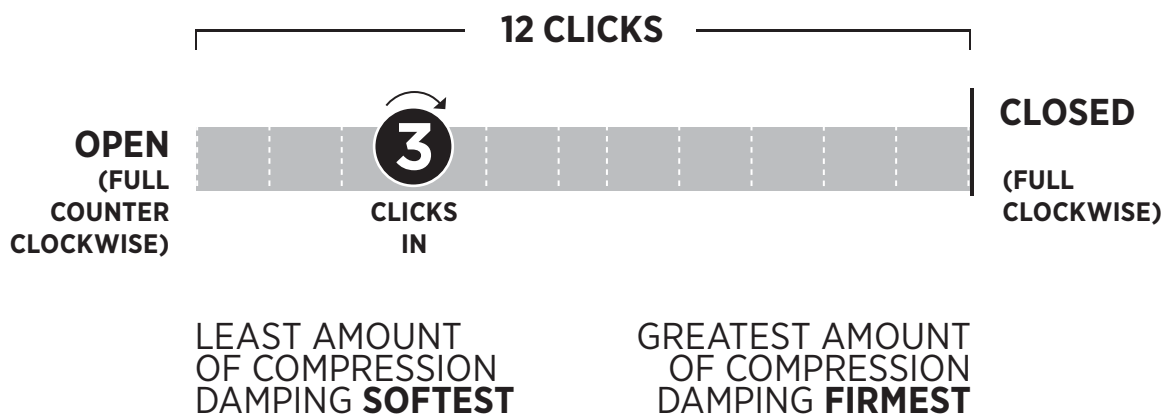 12 CLICKS
OPEN
(FULL
COUNTER
CLOCKWISE)
3
CLICKS
IN
CLOSED
(FULL
CLOCKWISE)
LEAST AMOUNT
OF COMPRESSION
DAMPING SOFTEST
GREATEST AMOUNT
OF COMPRESSION
DAMPING FIRMEST